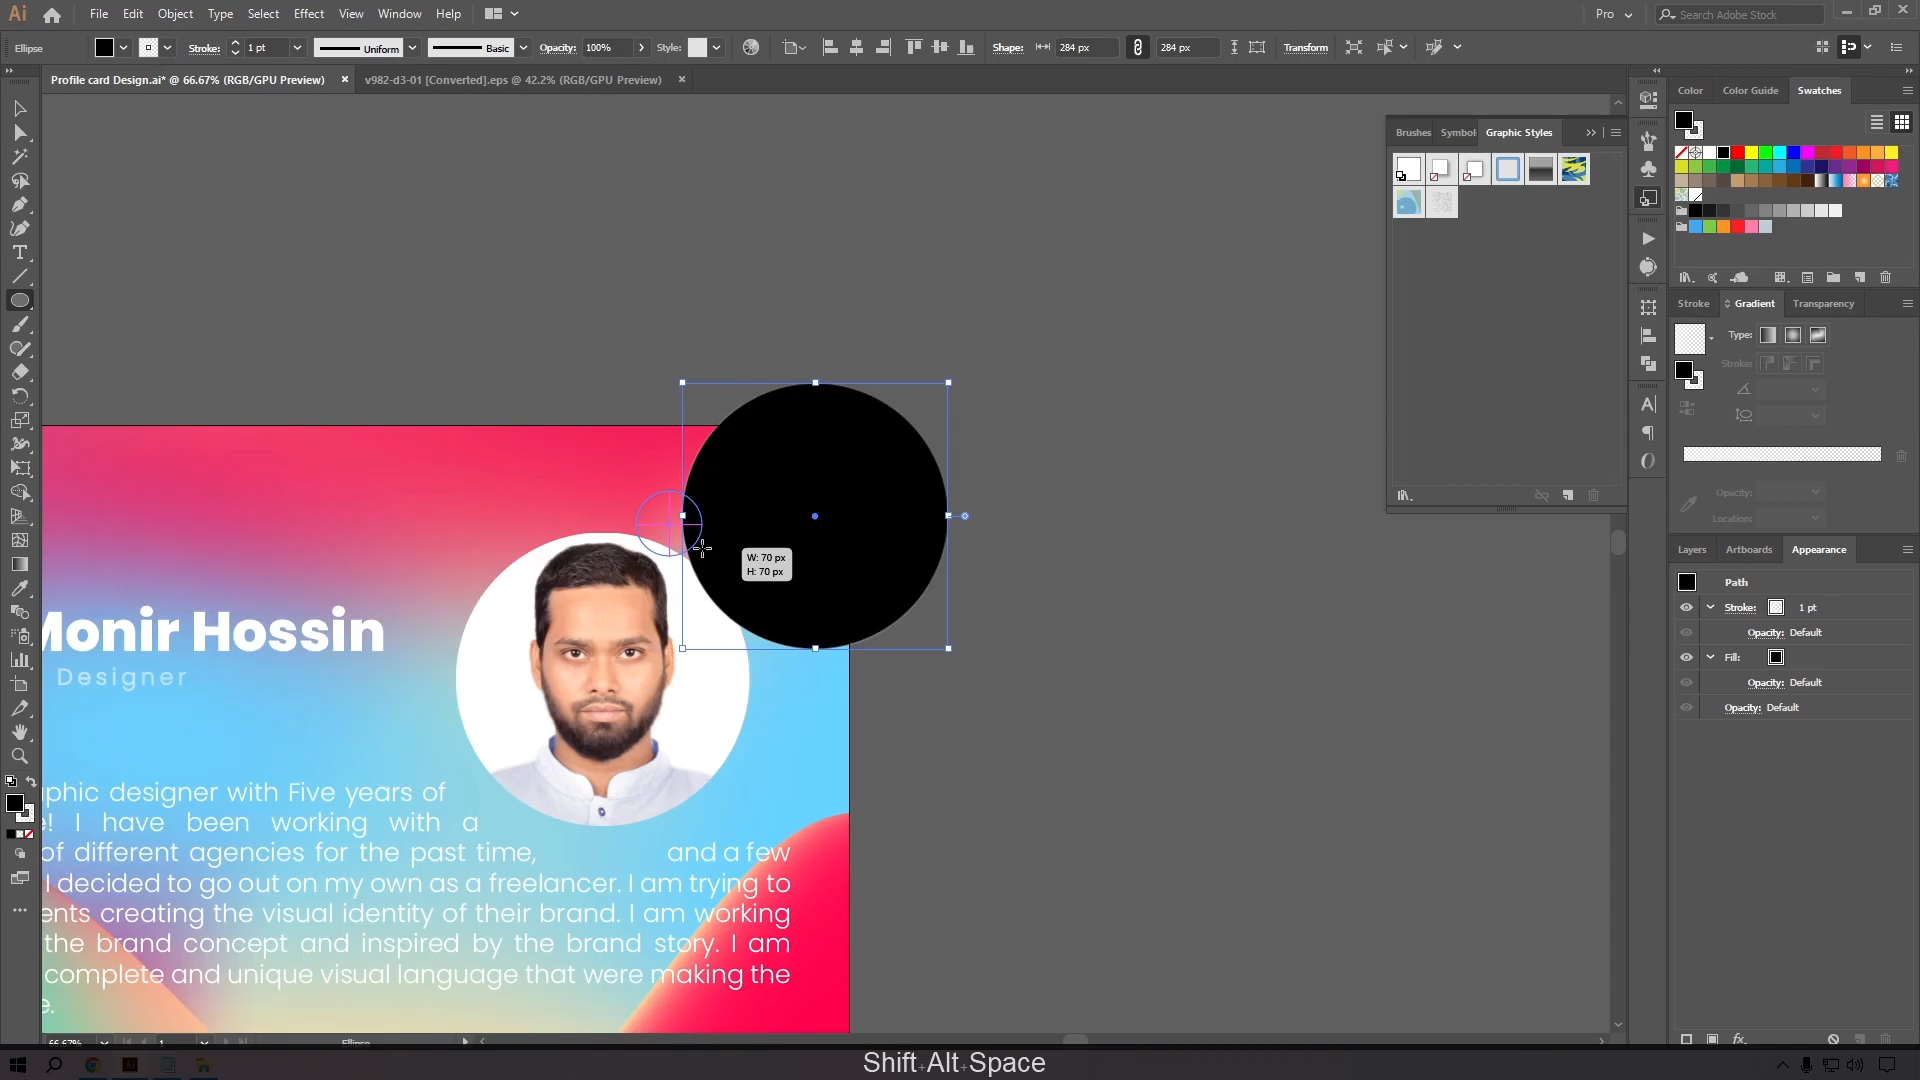 Ai File Edit Object Type Select Effect View Window Help Pro Search Adobe Stock
Ellipse Stroke: 1 pt Uniform Basic Opacity: 100% Style: Shape: 284 px 284 px Transform
Profile card Design.ai* @ 66.67% (RGB/GPU Preview) × v982-d3-01 [Converted].eps @ 42.2% (RGB/GPU Preview) ×
Color Color Guide Swatches
Brushes Symbol Graphic Styles
Stroke Gradient Transparency
Type:
Stroke:
Opacity:
Location:
Layers Artboards Appearance
Path
Stroke: 1 pt
Opacity: Default
Fill:
Opacity: Default
Opacity: Default
W: 70 px
H: 70 px
Monir Hossin
Designer
phic designer with Five years of
e! I have been working with a
of different agencies for the past time, and a few
I decided to go out on my own as a freelancer. I am trying to
ents creating the visual identity of their brand. I am working
the brand concept and inspired by the brand story. I am
complete and unique visual language that were making the
e.
66.67% 1 Ellipse
Shift+Alt+Space